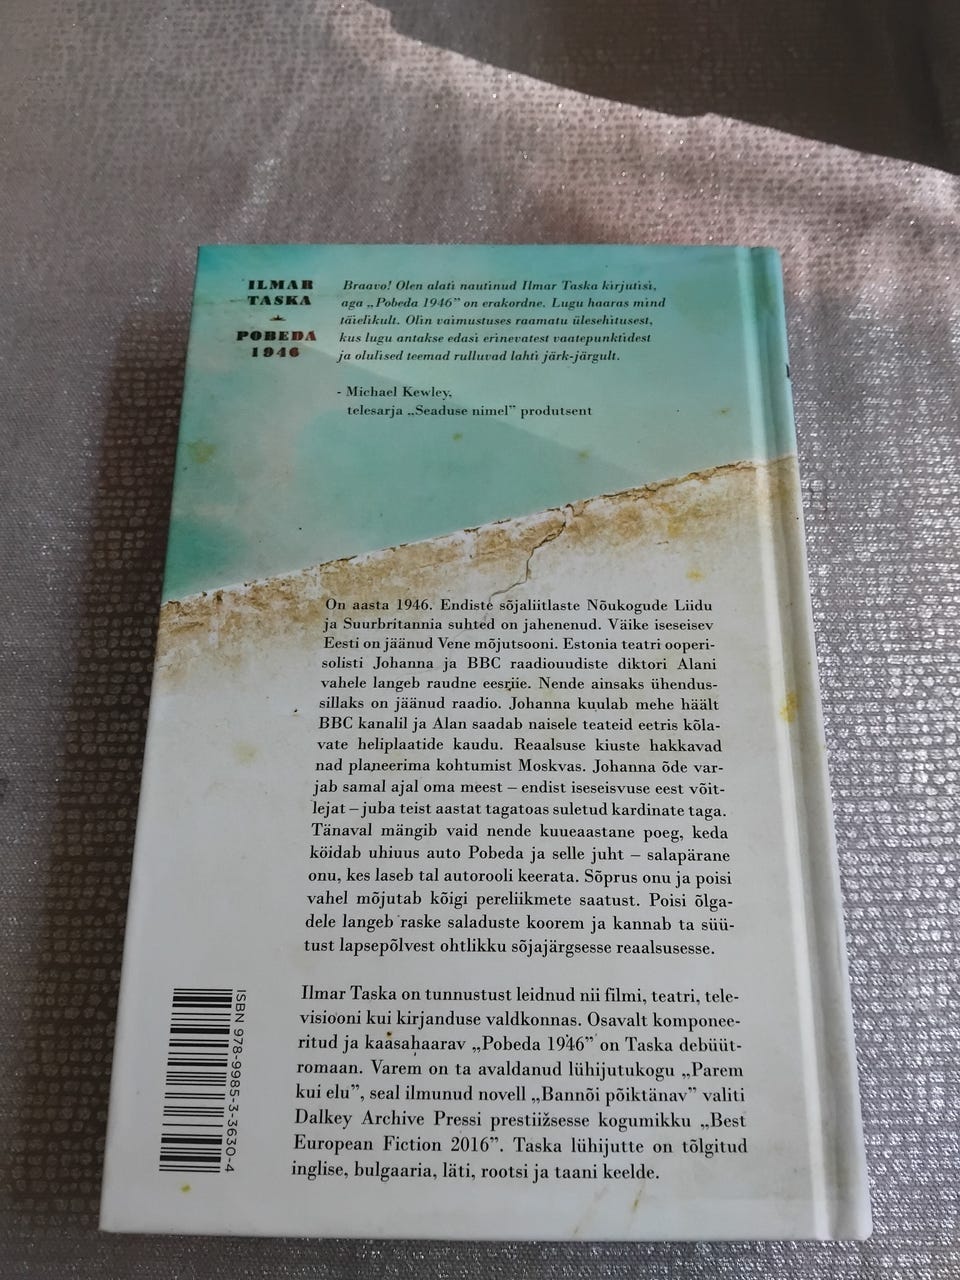 ILMAR
TASKA
POBEDA
1946
Braavo! Olen alati nautinud Ilmar Taska kirjutisi,
aga „Pobeda 1946” on erakordne. Lugu haaras mind
täielikult. Olin vaimustuses raamatu ülesehitusest,
kus lugu antakse edasi erinevatest vaatepunktidest
ja olulised teemad rulluvad lahti järk-järgult.
- Michael Kewley,
telesarja „Seaduse nimel” produtsent
On aasta 1946. Endiste sõjaliitlaste Nõukogude Liidu
ja Suurbritannia suhted on jahenenud. Väike iseseisev
Eesti on jäänud Vene mõjutsooni. Estonia teatri ooperi-
solisti Johanna ja BBC raadiouudiste diktori Alani
vahele langeb raudne eesriie. Nende ainsaks ühendus-
sillaks on jäänud raadio. Johanna kuulab mehe häält
BBC kanalil ja Alan saadab naisele teateid eetris kõla-
vate heliplaatide kaudu. Reaalsuse kiuste hakkavad
nad planeerima kohtumist Moskvas. Johanna õde var-
jab samal ajal oma meest – endist iseseisvuse eest võit-
lejat – juba teist aastat tagatoas suletud kardinate taga.
Tänaval mängib vaid nende kuueaastane poeg, keda
köidab uhiuus auto Pobeda ja selle juht – salapärane
onu, kes laseb tal autorooli keerata. Sõprus onu ja poisi
vahel mõjutab kõigi pereliikmete saatust. Poisi õlga-
dele langeb raske saladuste koorem ja kannab ta süü-
tust lapsepõlvest ohtlikku sõjajärgsesse reaalsusesse.
Ilmar Taska on tunnustust leidnud nii filmi, teatri, tele-
visiooni kui kirjanduse valdkonnas. Osavalt komponee-
ritud ja kaasahaarav „Pobeda 1946” on Taska debüüt-
romaan. Varem on ta avaldanud lühijutukogu „Parem
kui elu”, seal ilmunud novell „Bannõi põiktänav” valiti
Dalkey Archive Pressi prestiižsesse kogumikku „Best
European Fiction 2016”. Taska lühijutte on tõlgitud
inglise, bulgaaria, läti, rootsi ja taani keelde.
ISBN 978-9985-3-3630-4